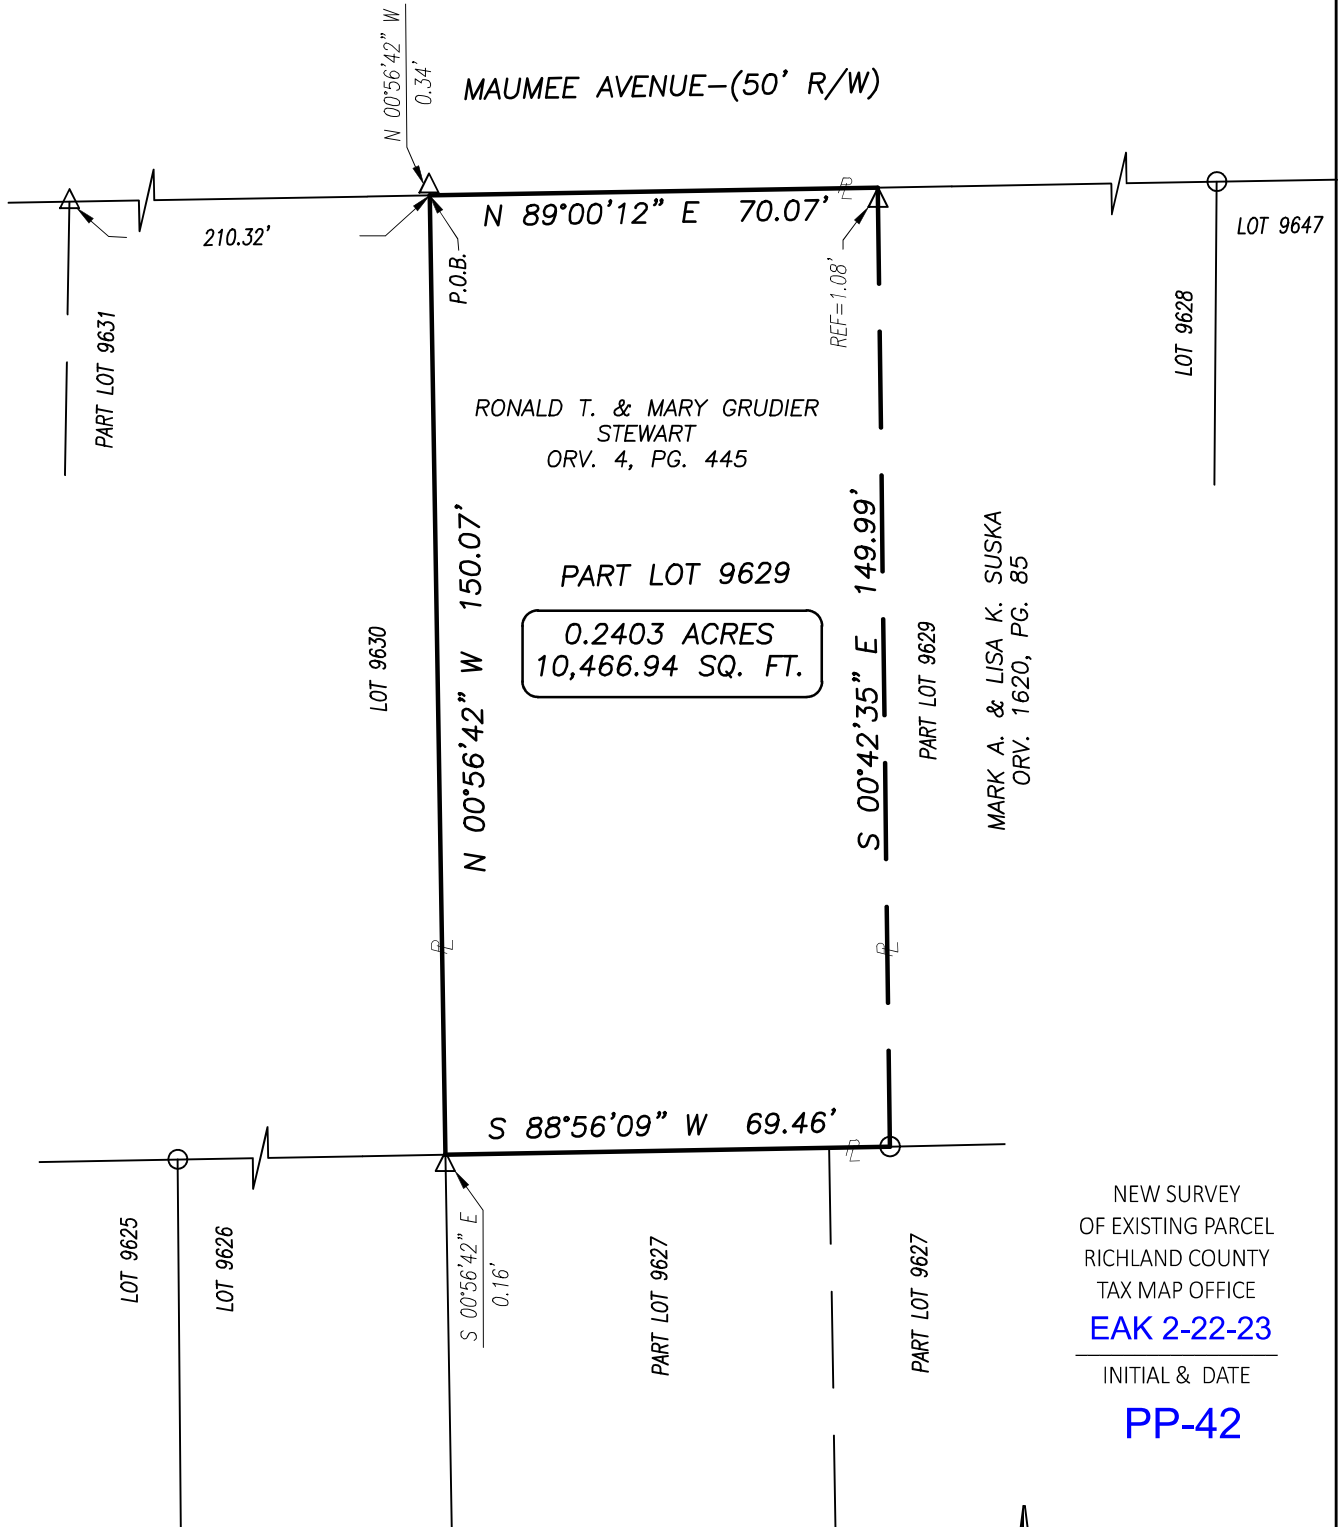 N 00°56'42" W
0.34'
MAUMEE AVENUE-(50' R/W)
N 89°00'12" E 70.07'
210.32'
P.O.B.
REF=1.08'
LOT 9647
LOT 9628
PART LOT 9631
RONALD T. & MARY GRUDIER
STEWART
ORV. 4, PG. 445
N 00°56'42" W 150.07'
PART LOT 9629
0.2403 ACRES
10,466.94 SQ. FT.
LOT 9630
S 00°42'35" E 149.99'
PART LOT 9629
MARK A. & LISA K. SUSKA
ORV. 1620, PG. 85
PL
PL
PL
S 88°56'09" W 69.46'
PL
S 00°56'42" E
0.16'
LOT 9625
LOT 9626
PART LOT 9627
PART LOT 9627
NEW SURVEY
OF EXISTING PARCEL
RICHLAND COUNTY
TAX MAP OFFICE
EAK 2-22-23
INITIAL & DATE
PP-42